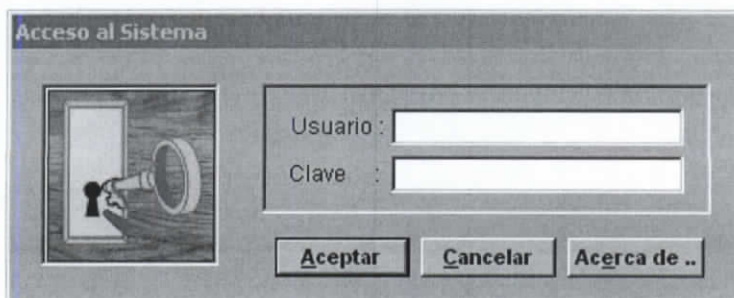 Acceso al Sistema
Usuario :
Clave :
Aceptar Cancelar Acerca de ..